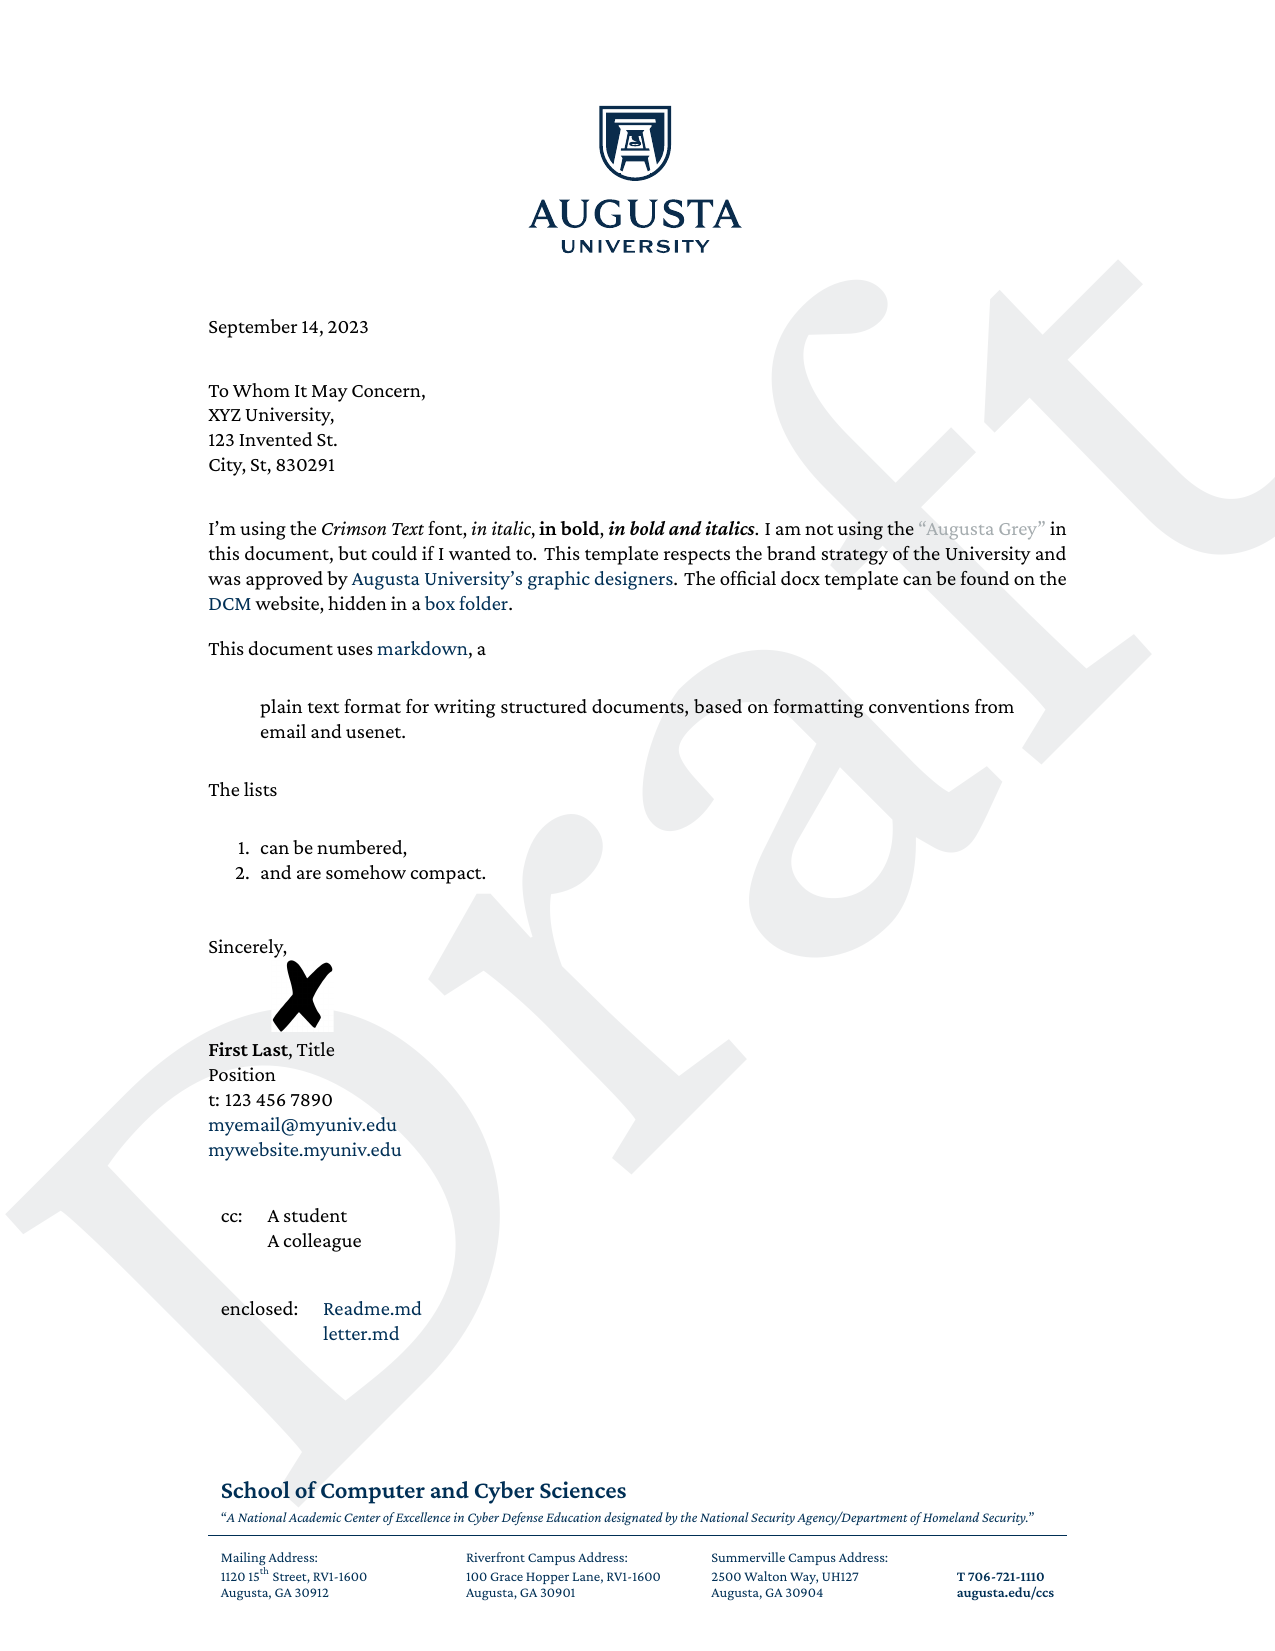 AUGUSTA
UNIVERSITY
September 14, 2023
To Whom It May Concern,
XYZ University,
123 Invented St.
City, St, 830291
I’m using the Crimson Text font, in italic, in bold, in bold and italics. I am not using the “Augusta Grey” in
this document, but could if I wanted to. This template respects the brand strategy of the University and
was approved by Augusta University’s graphic designers. The official docx template can be found on the
DCM website, hidden in a box folder.
This document uses markdown, a
plain text format for writing structured documents, based on formatting conventions from
email and usenet.
The lists
1. can be numbered,
2. and are somehow compact.
Sincerely,
First Last, Title
Position
t: 123 456 7890
myemail@myuniv.edu
mywebsite.myuniv.edu
cc: A student
A colleague
enclosed: Readme.md
letter.md
Draft
School of Computer and Cyber Sciences
“A National Academic Center of Excellence in Cyber Defense Education designated by the National Security Agency/Department of Homeland Security.”
Mailing Address:
1120 15th Street, RV1-1600
Augusta, GA 30912
Riverfront Campus Address:
100 Grace Hopper Lane, RV1-1600
Augusta, GA 30901
Summerville Campus Address:
2500 Walton Way, UH127
Augusta, GA 30904
T 706-721-1110
augusta.edu/ccs